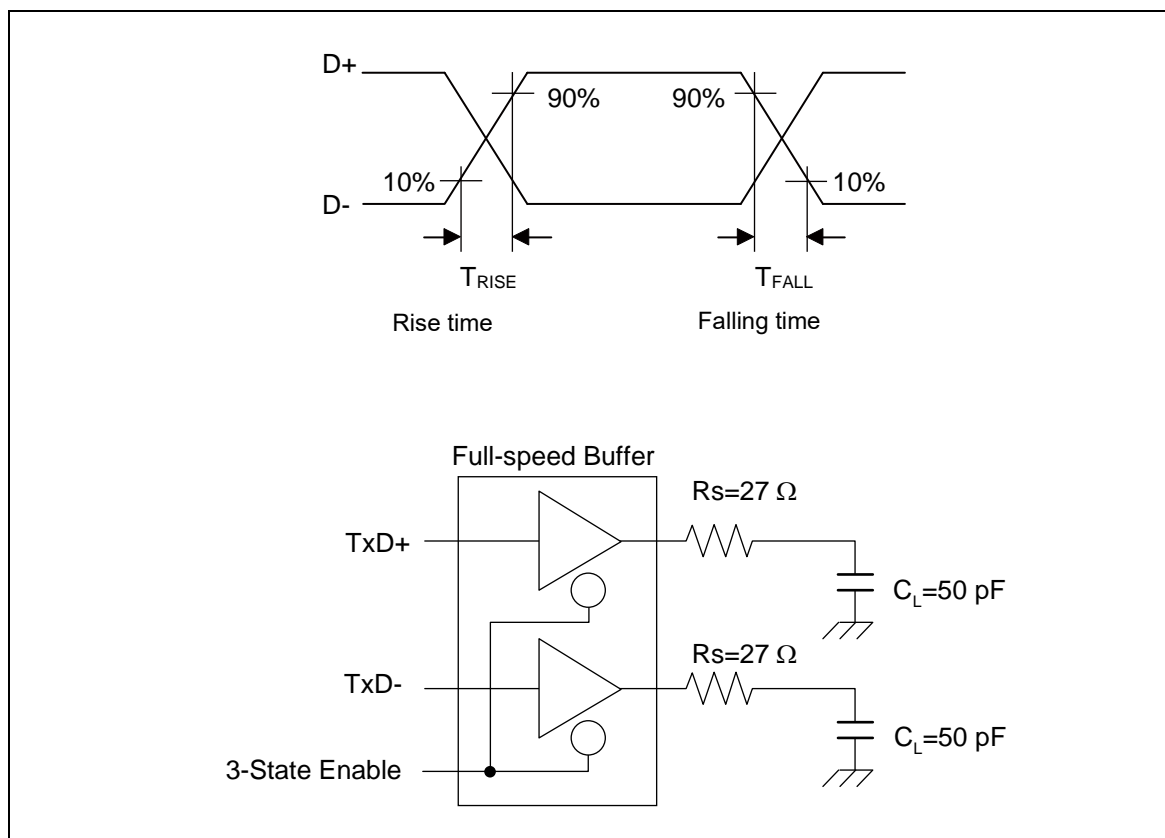 D+
90% 90%
10% 10%
D-
TRISE TFALL
Rise time Falling time
Full-speed Buffer
Rs=27 Ω
TxD+
CL=50 pF
Rs=27 Ω
TxD-
CL=50 pF
3-State Enable